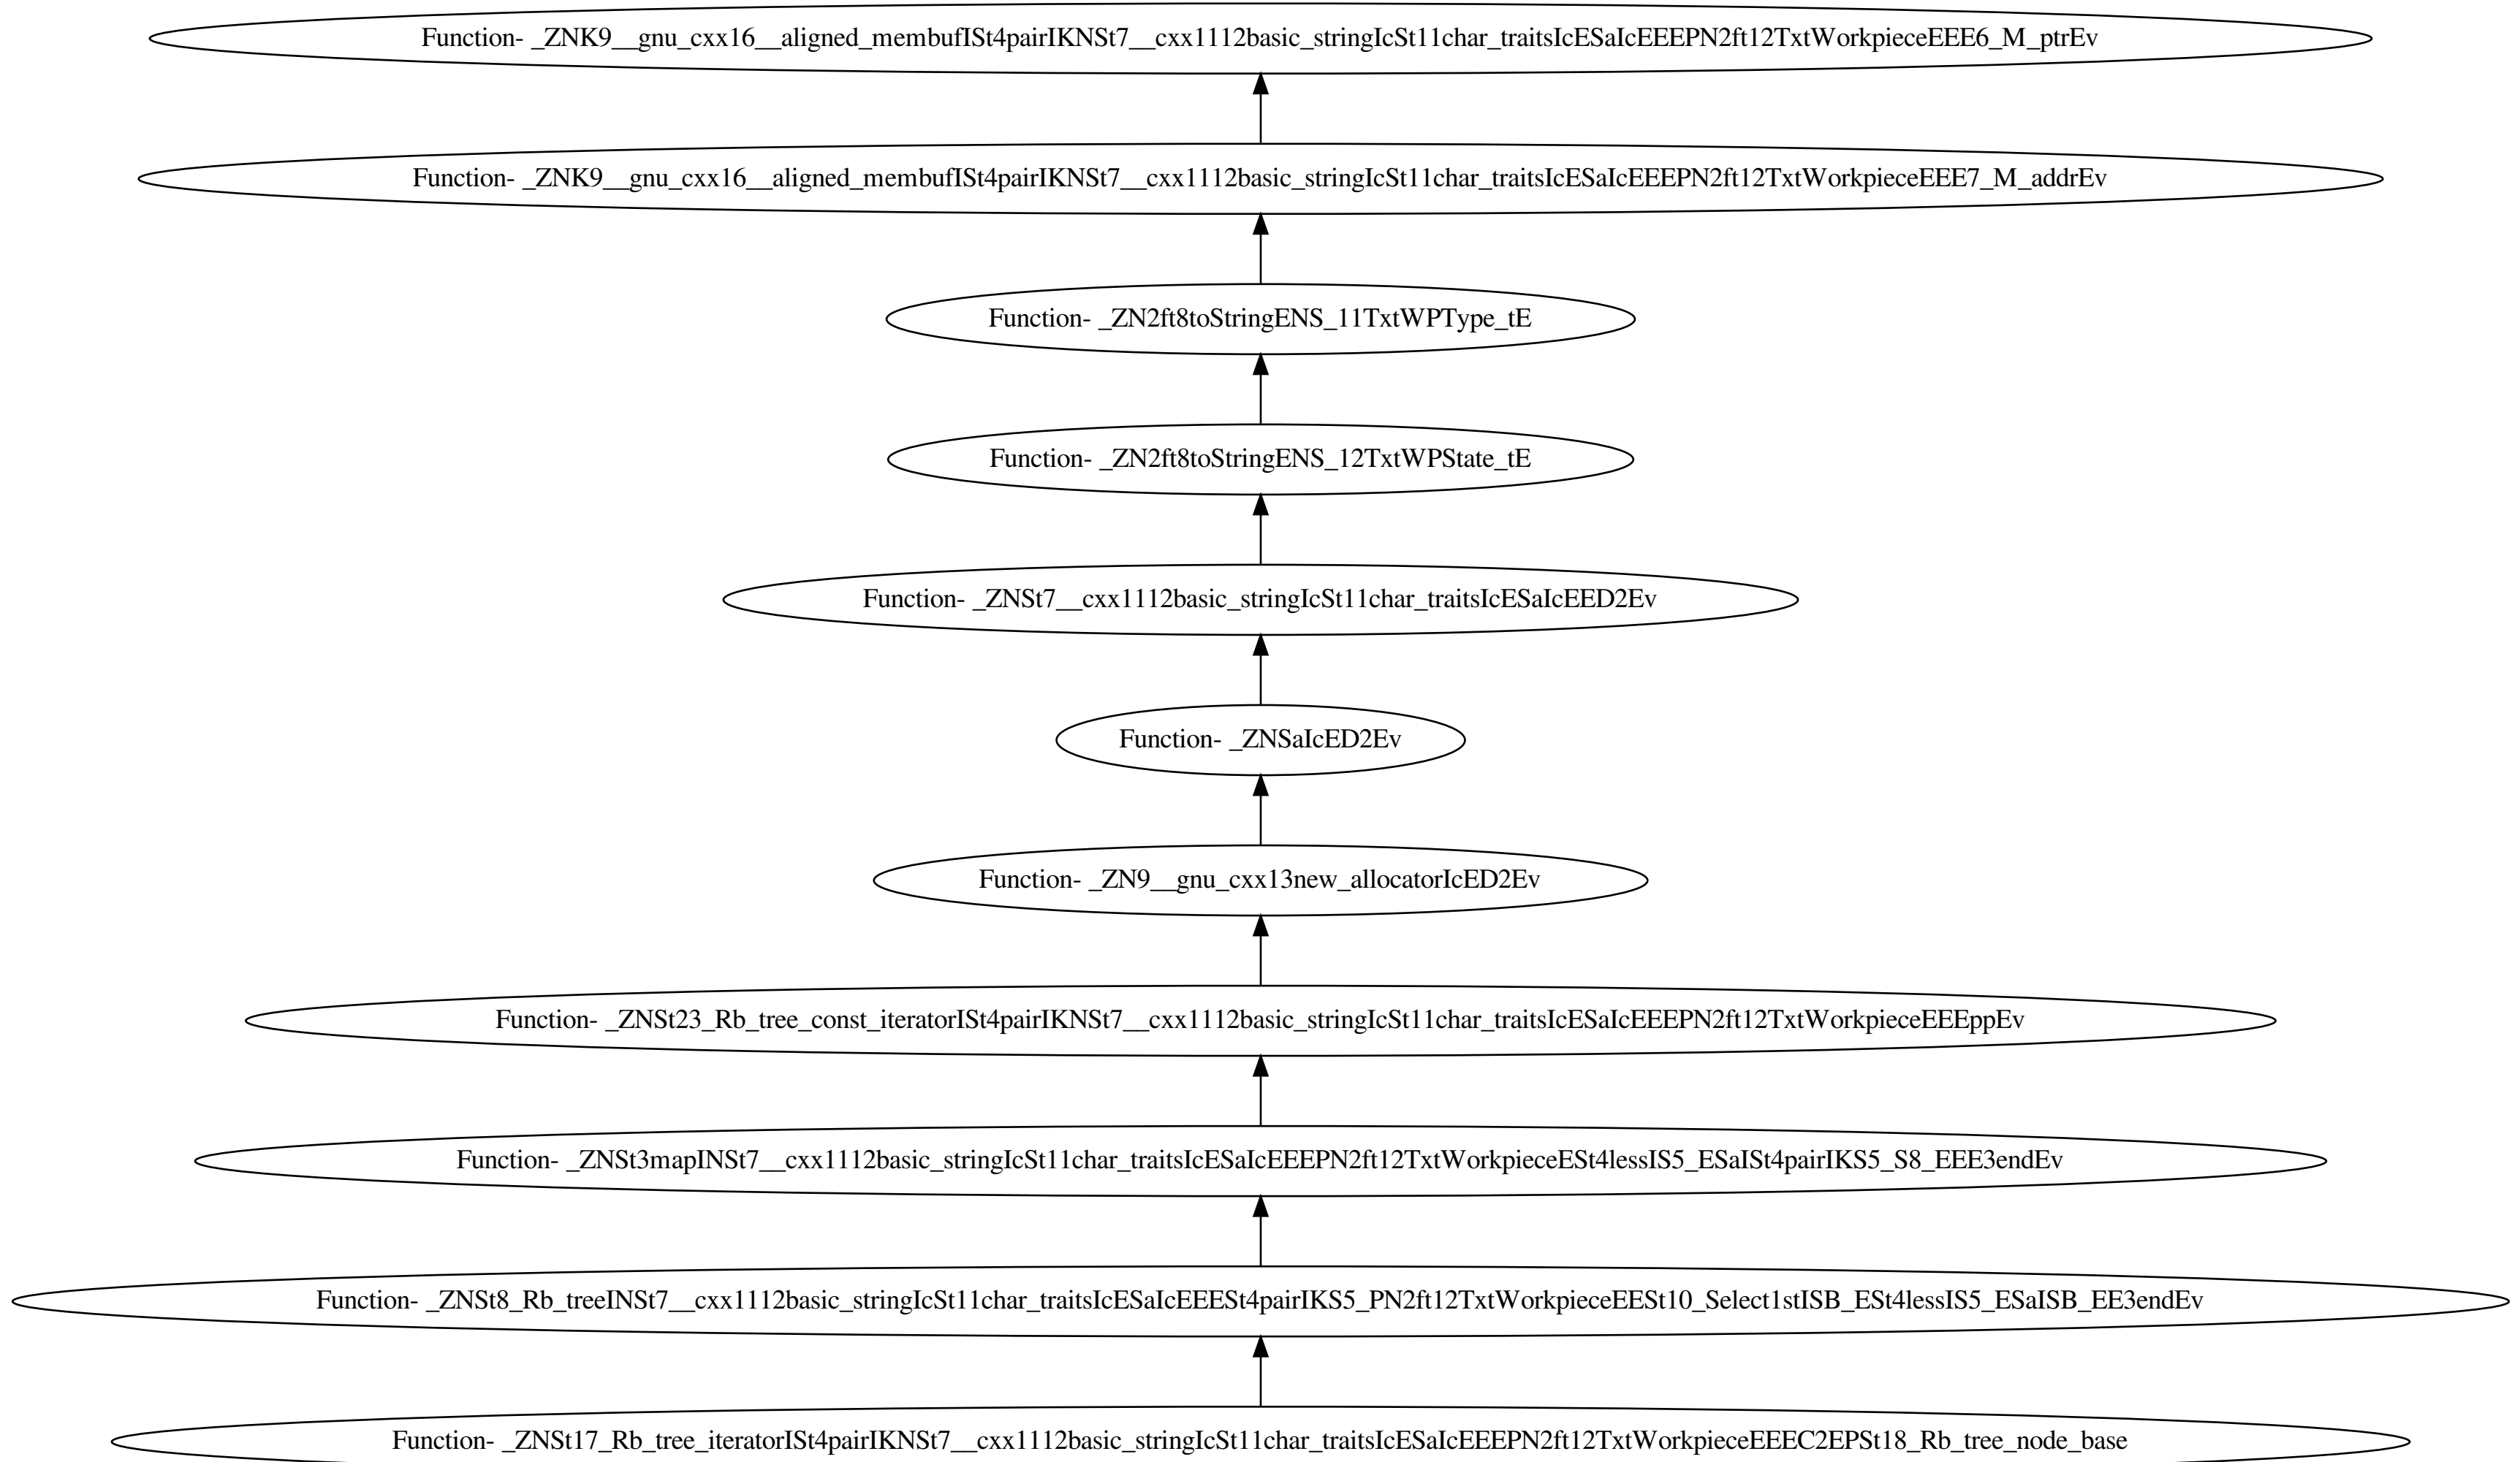 Function- _ZNK9__gnu_cxx16__aligned_membufISt4pairIKNSt7__cxx1112basic_stringIcSt11char_traitsIcESaIcEEEPN2ft12TxtWorkpieceEEE6_M_ptrEv
Function- _ZNK9__gnu_cxx16__aligned_membufISt4pairIKNSt7__cxx1112basic_stringIcSt11char_traitsIcESaIcEEEPN2ft12TxtWorkpieceEEE7_M_addrEv
Function- _ZN2ft8toStringENS_11TxtWPType_tE
Function- _ZN2ft8toStringENS_12TxtWPState_tE
Function- _ZNSt7__cxx1112basic_stringIcSt11char_traitsIcESaIcEED2Ev
Function- _ZNSaIcED2Ev
Function- _ZN9__gnu_cxx13new_allocatorIcED2Ev
Function- _ZNSt23_Rb_tree_const_iteratorISt4pairIKNSt7__cxx1112basic_stringIcSt11char_traitsIcESaIcEEEPN2ft12TxtWorkpieceEEEppEv
Function- _ZNSt3mapINSt7__cxx1112basic_stringIcSt11char_traitsIcESaIcEEEPN2ft12TxtWorkpieceESt4lessIS5_ESaISt4pairIKS5_S8_EEE3endEv
Function- _ZNSt8_Rb_treeINSt7__cxx1112basic_stringIcSt11char_traitsIcESaIcEEESt4pairIKS5_PN2ft12TxtWorkpieceEESt10_Select1stISB_ESt4lessIS5_ESaISB_EE3endEv
Function- _ZNSt17_Rb_tree_iteratorISt4pairIKNSt7__cxx1112basic_stringIcSt11char_traitsIcESaIcEEEPN2ft12TxtWorkpieceEEEC2EPSt18_Rb_tree_node_base